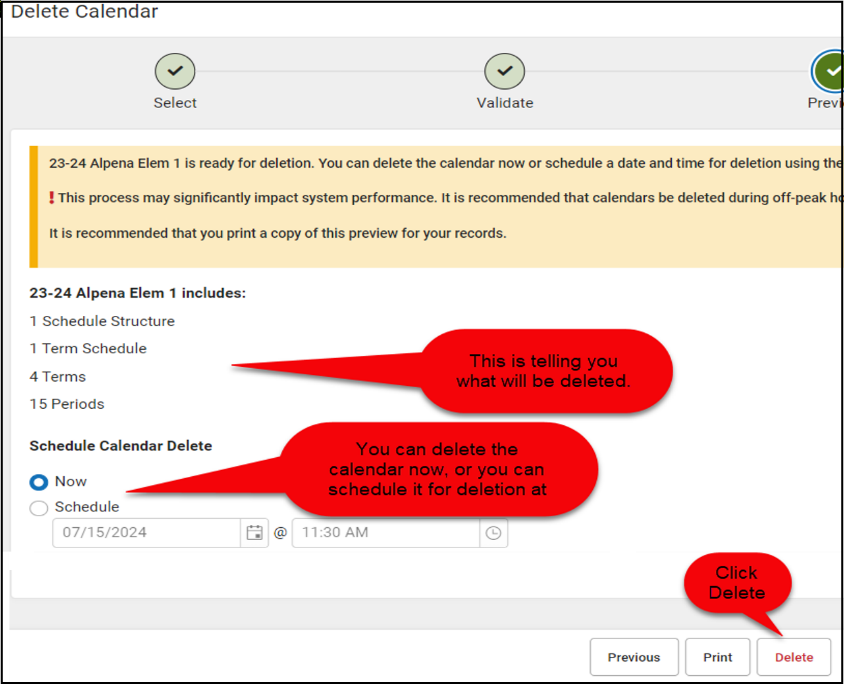 Delete Calendar
Select
Validate
Previ
23-24 Alpena Elem 1 is ready for deletion. You can delete the calendar now or schedule a date and time for deletion using the
! This process may significantly impact system performance. It is recommended that calendars be deleted during off-peak ho
It is recommended that you print a copy of this preview for your records.
23-24 Alpena Elem 1 includes:
1 Schedule Structure
1 Term Schedule
4 Terms
15 Periods
This is telling you
what will be deleted.
Schedule Calendar Delete
You can delete the
calendar now, or you can
schedule it for deletion at
Now
Schedule
07/15/2024 @ 11:30 AM
Click
Delete
Previous Print Delete